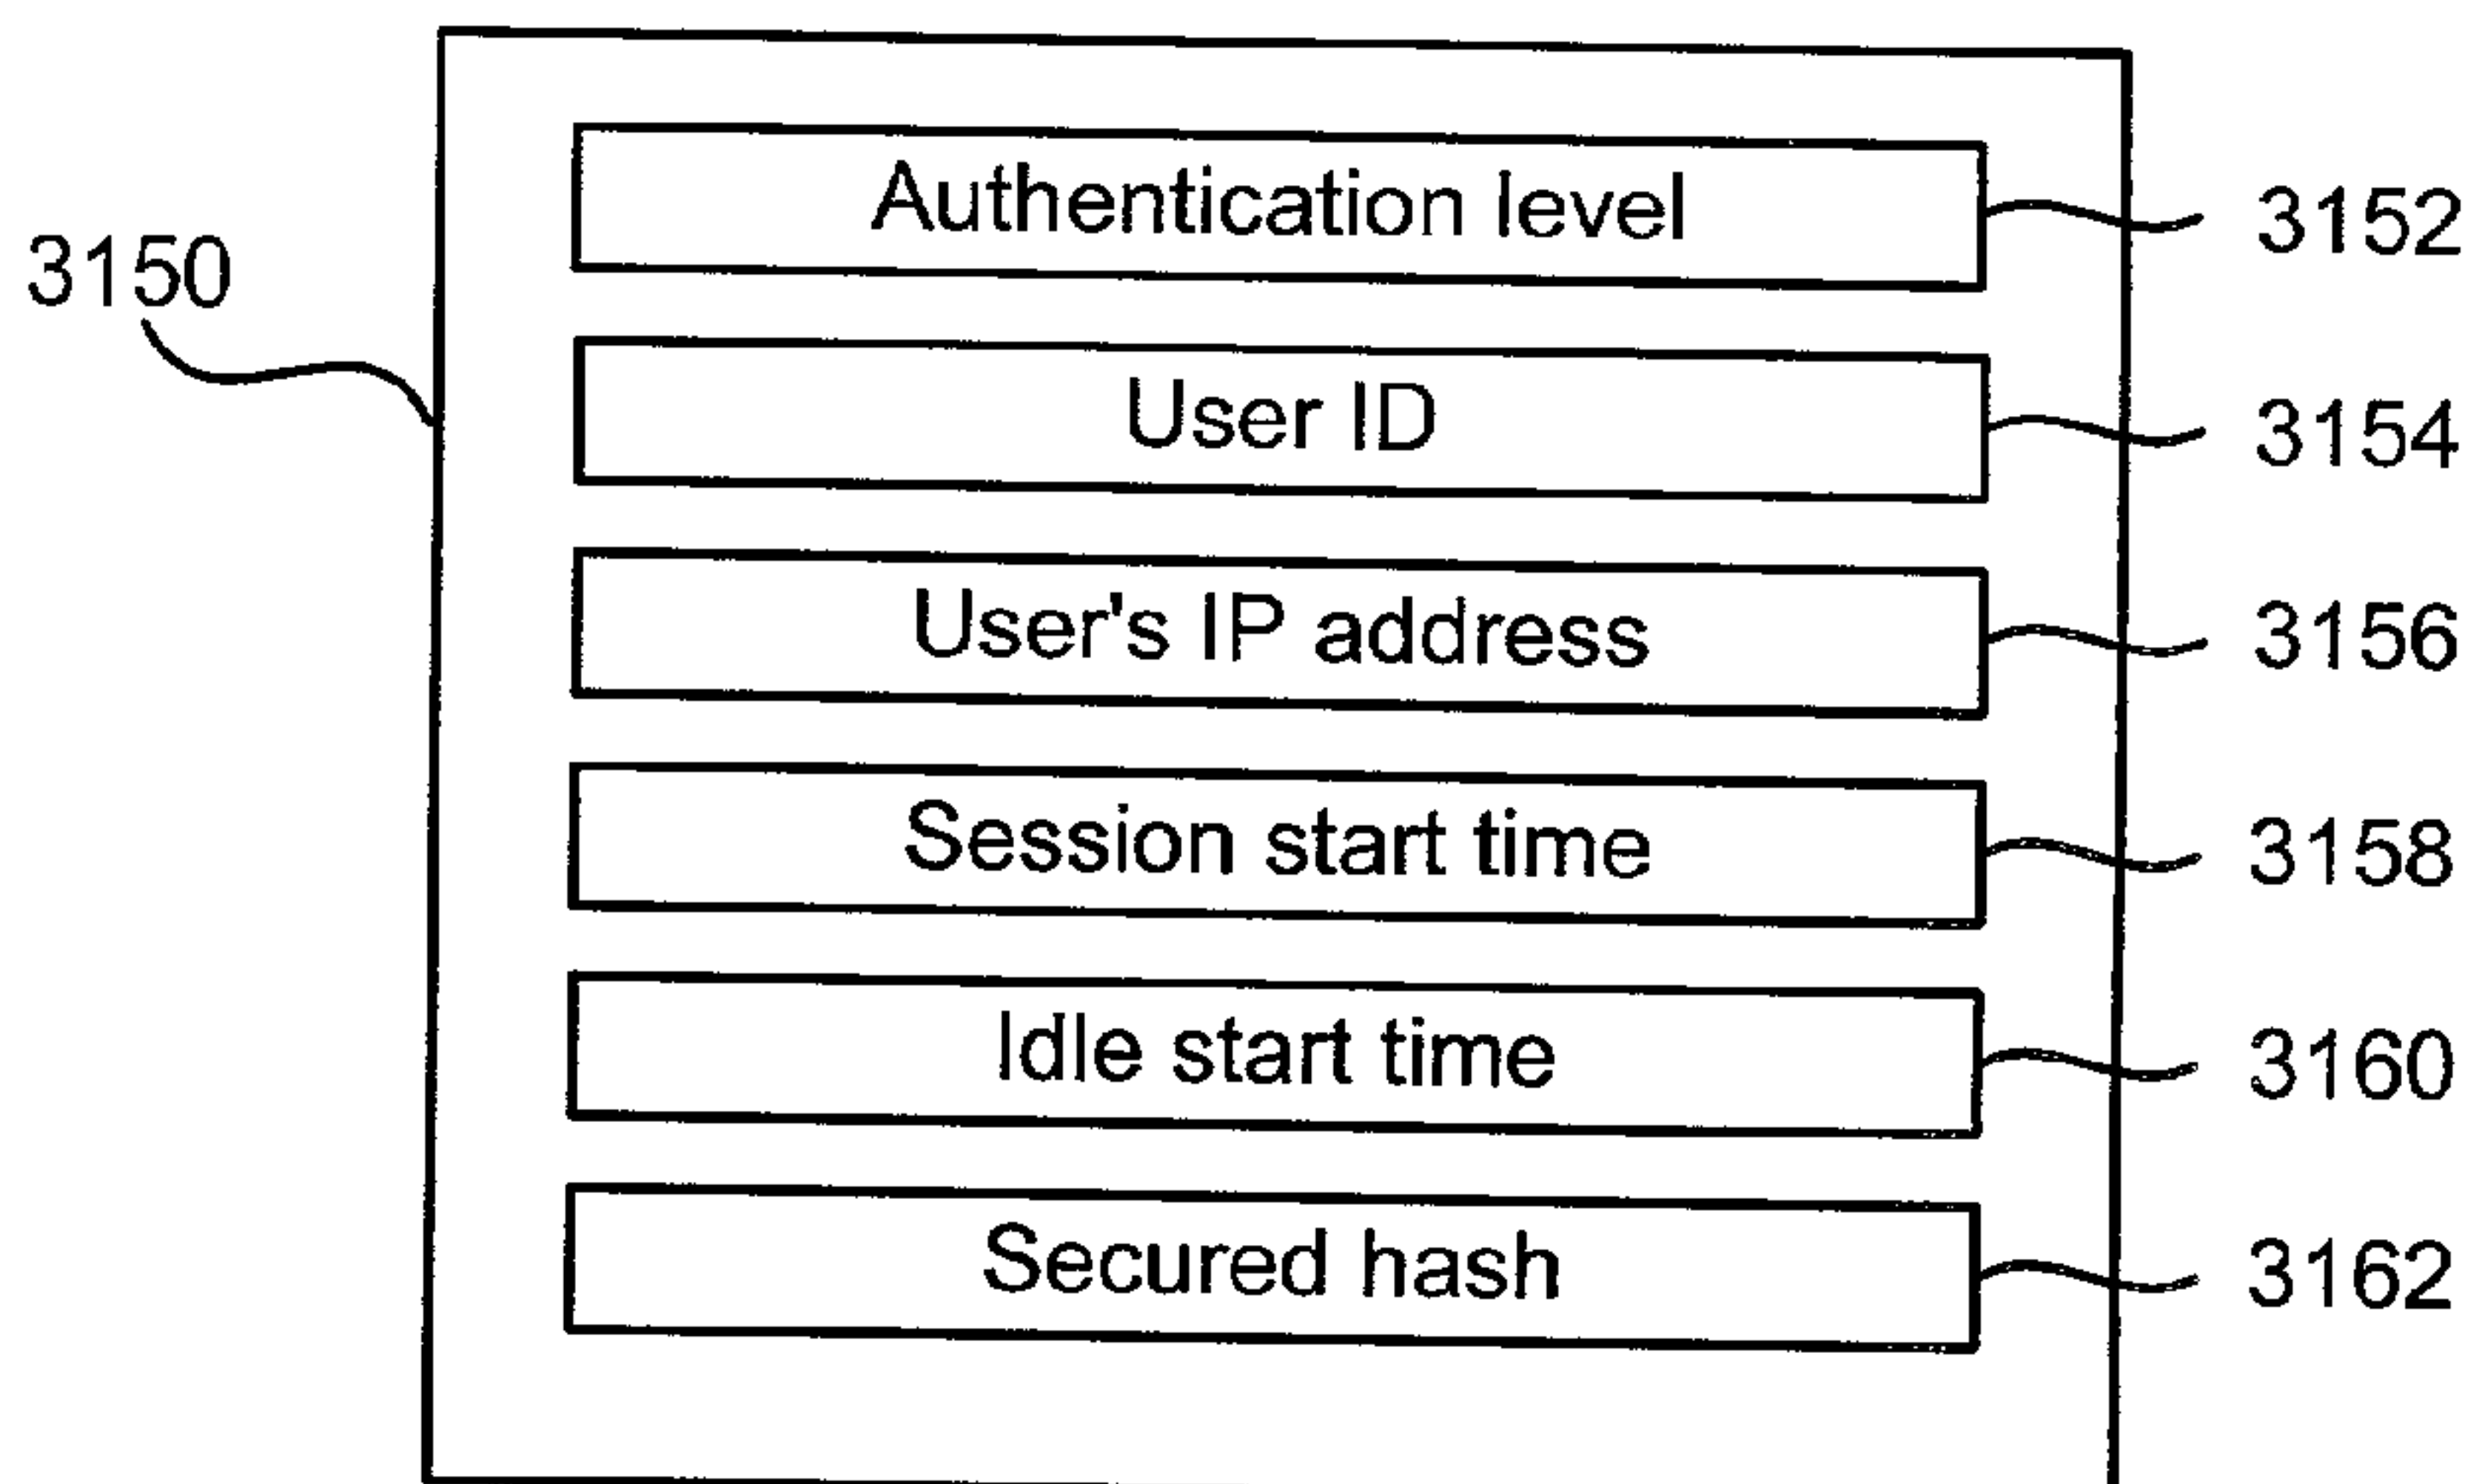 Authentication level 3152
3150
User ID 3154
User's IP address 3156
Session start time 3158
Idle start time 3160
Secured hash 3162